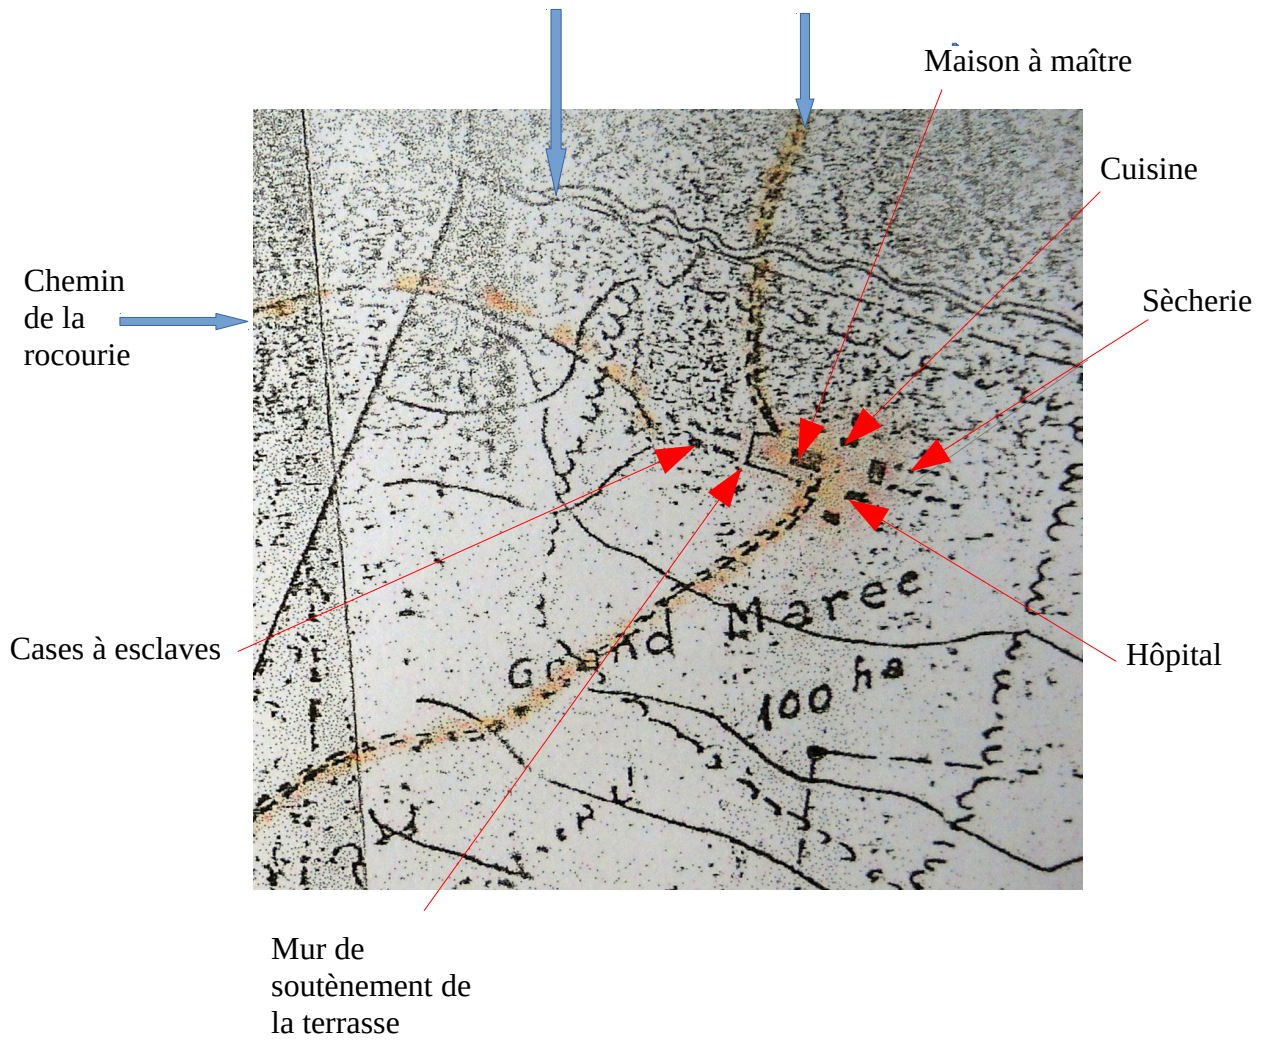 Maison à maître
Cuisine
Chemin
de la
rocourie
Sècherie
Grand Maree
100 ha
Cases à esclaves
Hôpital
Mur de
soutènement de
la terrasse